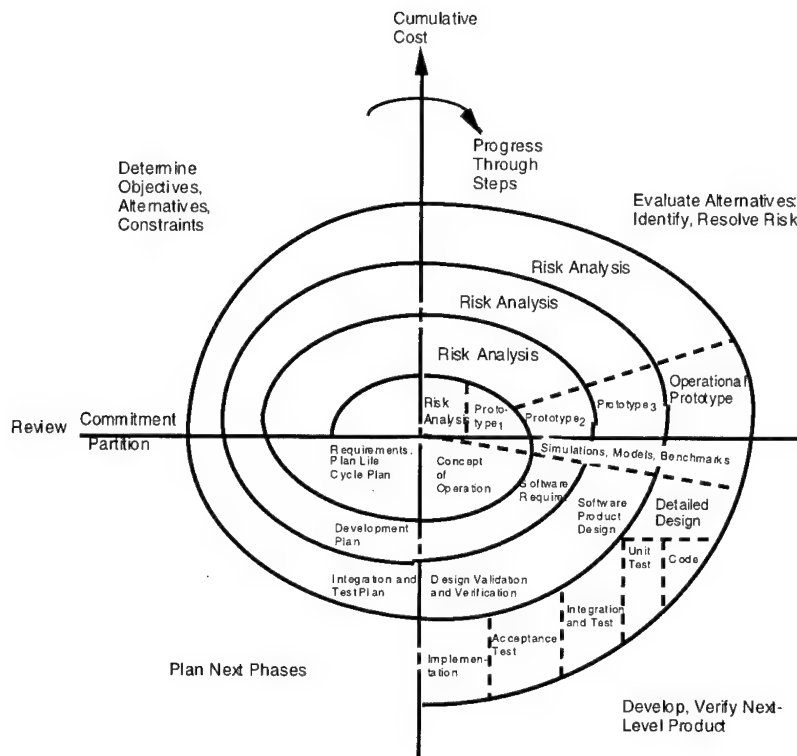 Cumulative
Cost
Progress
Through
Steps
Determine
Objectives,
Alternatives,
Constraints
Evaluate Alternatives:
Identify, Resolve Risk
Risk Analysis
Risk Analysis
Risk Analysis
Risk
Analysis
Proto-
type1
Prototype2
Prototype3
Operational
Prototype
Review
Commitment
Partition
Simulations, Models, Benchmarks
Requirements.
Plan Life
Cycle Plan
Concept
of
Operation
Software
Require.
Software
Product
Design
Detailed
Design
Development
Plan
Unit
Test
Code
Integration and
Test Plan
Design Validation
and Verification
Integration
and Test
Acceptance
Test
Implemen-
tation
Plan Next Phases
Develop, Verify Next-
Level Product